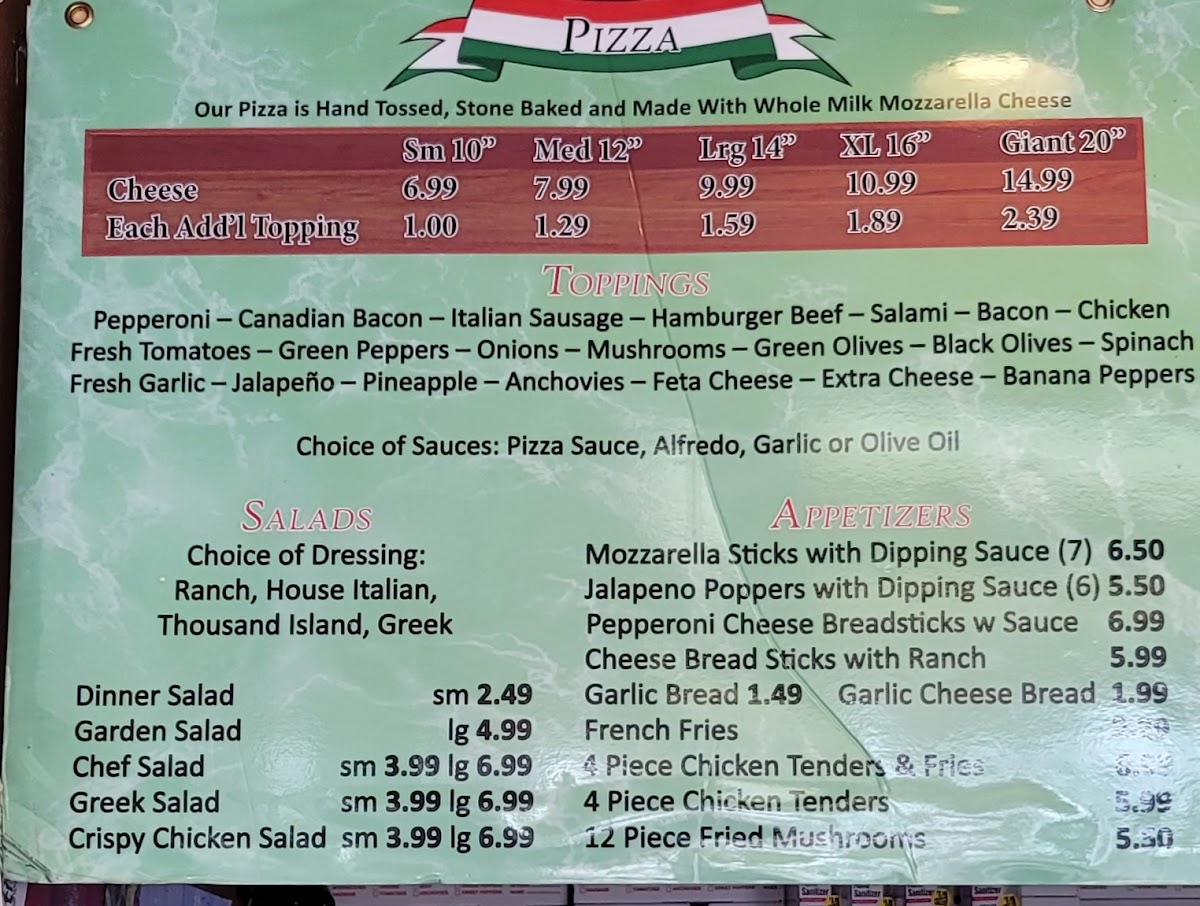 PIZZA
Our Pizza is Hand Tossed, Stone Baked and Made With Whole Milk Mozzarella Cheese
Sm 10” Med 12” Lrg 14” XL 16” Giant 20”
Cheese 6.99 7.99 9.99 10.99 14.99
Each Add'l Topping 1.00 1.29 1.59 1.89 2.39
TOPPINGS
Pepperoni – Canadian Bacon – Italian Sausage – Hamburger Beef – Salami – Bacon – Chicken
Fresh Tomatoes – Green Peppers – Onions – Mushrooms – Green Olives – Black Olives – Spinach
Fresh Garlic – Jalapeño – Pineapple – Anchovies – Feta Cheese – Extra Cheese – Banana Peppers
Choice of Sauces: Pizza Sauce, Alfredo, Garlic or Olive Oil
SALADS
Choice of Dressing:
Ranch, House Italian,
Thousand Island, Greek
Dinner Salad sm 2.49
Garden Salad lg 4.99
Chef Salad sm 3.99 lg 6.99
Greek Salad sm 3.99 lg 6.99
Crispy Chicken Salad sm 3.99 lg 6.99
APPETIZERS
Mozzarella Sticks with Dipping Sauce (7) 6.50
Jalapeno Poppers with Dipping Sauce (6) 5.50
Pepperoni Cheese Breadsticks w Sauce 6.99
Cheese Bread Sticks with Ranch 5.99
Garlic Bread 1.49 Garlic Cheese Bread 1.99
French Fries
4 Piece Chicken Tenders & Fries
4 Piece Chicken Tenders 5.99
12 Piece Fried Mushrooms 5.50
Sanitizer Sanitizer Sanitizer Sanitizer